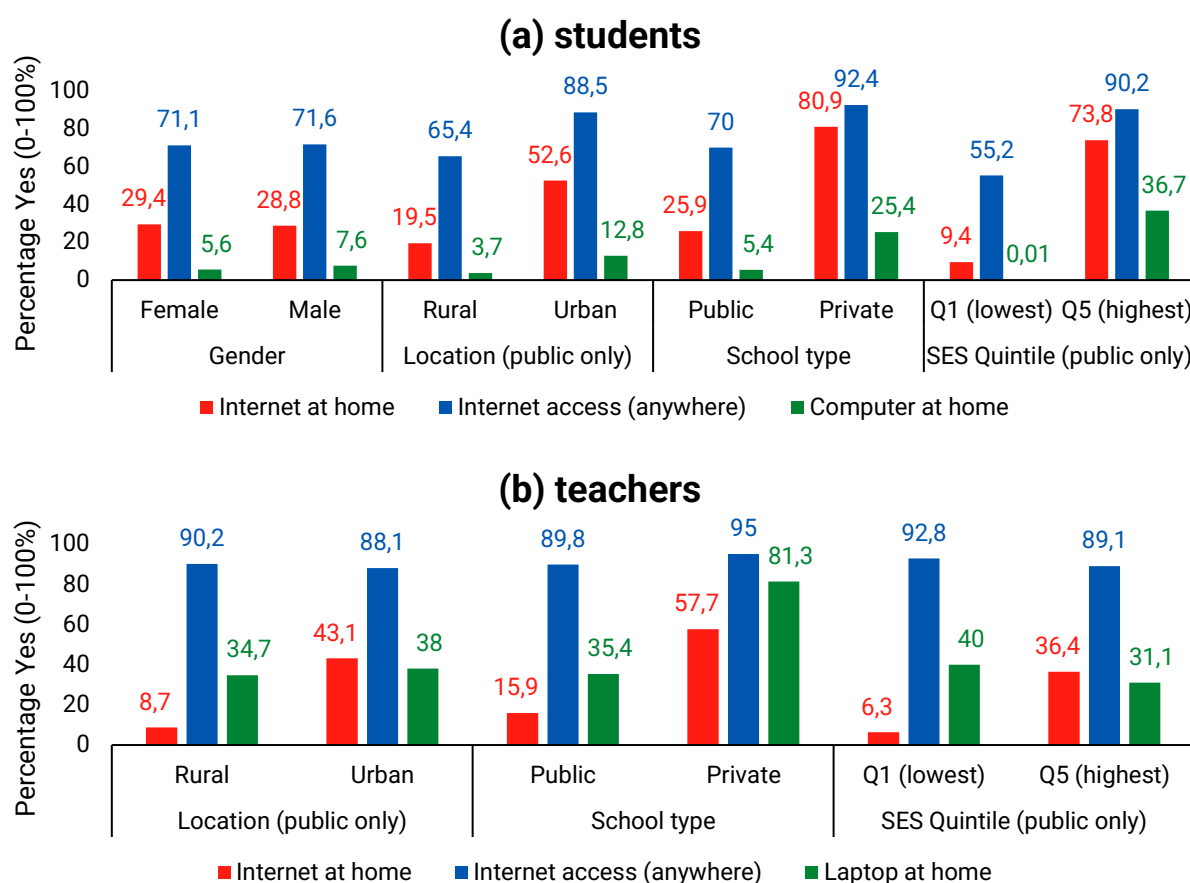 (a) students
Percentage Yes (0-100%)
100
80
60
40
20
0
29,4 71,1 5,6 28,8 71,6 7,6 19,5 65,4 3,7 52,6 88,5 12,8 25,9 70 5,4 80,9 92,4 25,4 9,4 55,2 0,01 73,8 90,2 36,7
Female Male Rural Urban Public Private Q1 (lowest) Q5 (highest)
Gender Location (public only) School type SES Quintile (public only)
Internet at home Internet access (anywhere) Computer at home
(b) teachers
Percentage Yes (0-100%)
100
80
60
40
20
0
8,7 90,2 34,7 43,1 88,1 38 15,9 89,8 35,4 57,7 95 81,3 6,3 92,8 40 36,4 89,1 31,1
Rural Urban Public Private Q1 (lowest) Q5 (highest)
Location (public only) School type SES Quintile (public only)
Internet at home Internet access (anywhere) Laptop at home